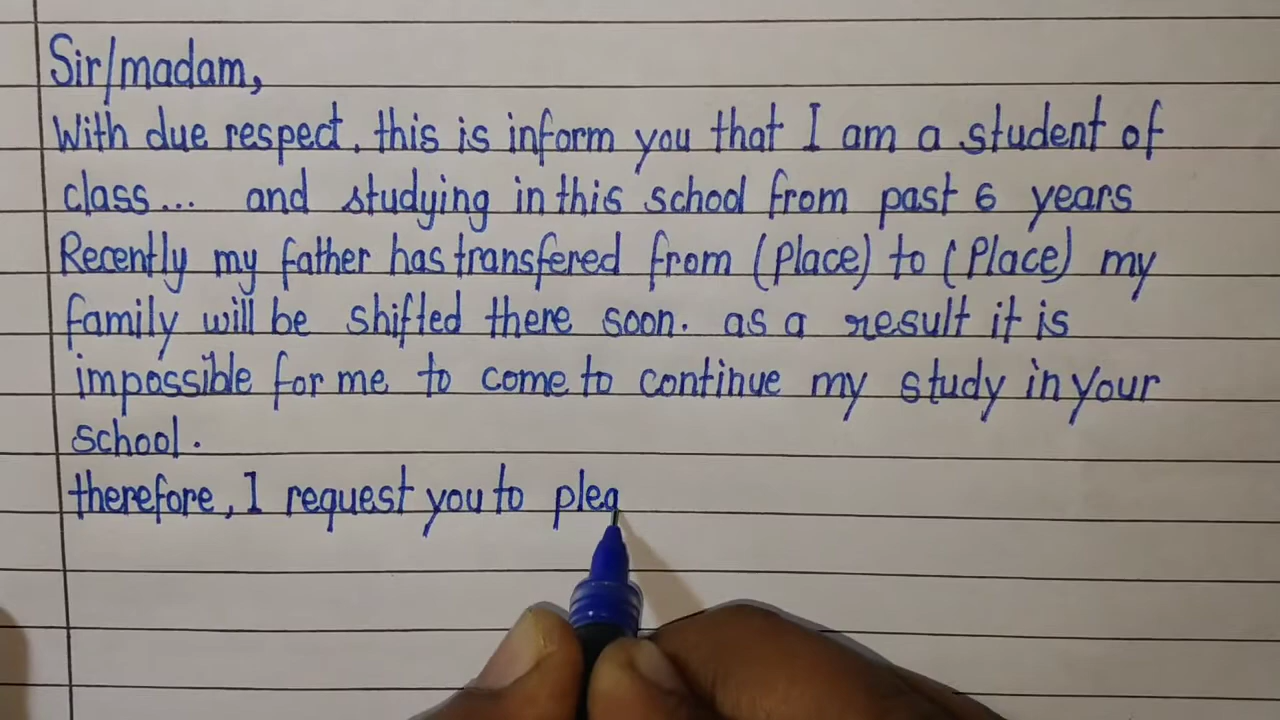 Sir/madam,
With due respect, this is inform you that I am a student of
class... and studying in this school from past 6 years
Recently my father has transfered from (Place) to (Place) my
family will be shifted there soon. as a result it is
impossible for me to come to continue my study in your
school.
therefore, I request you to plea